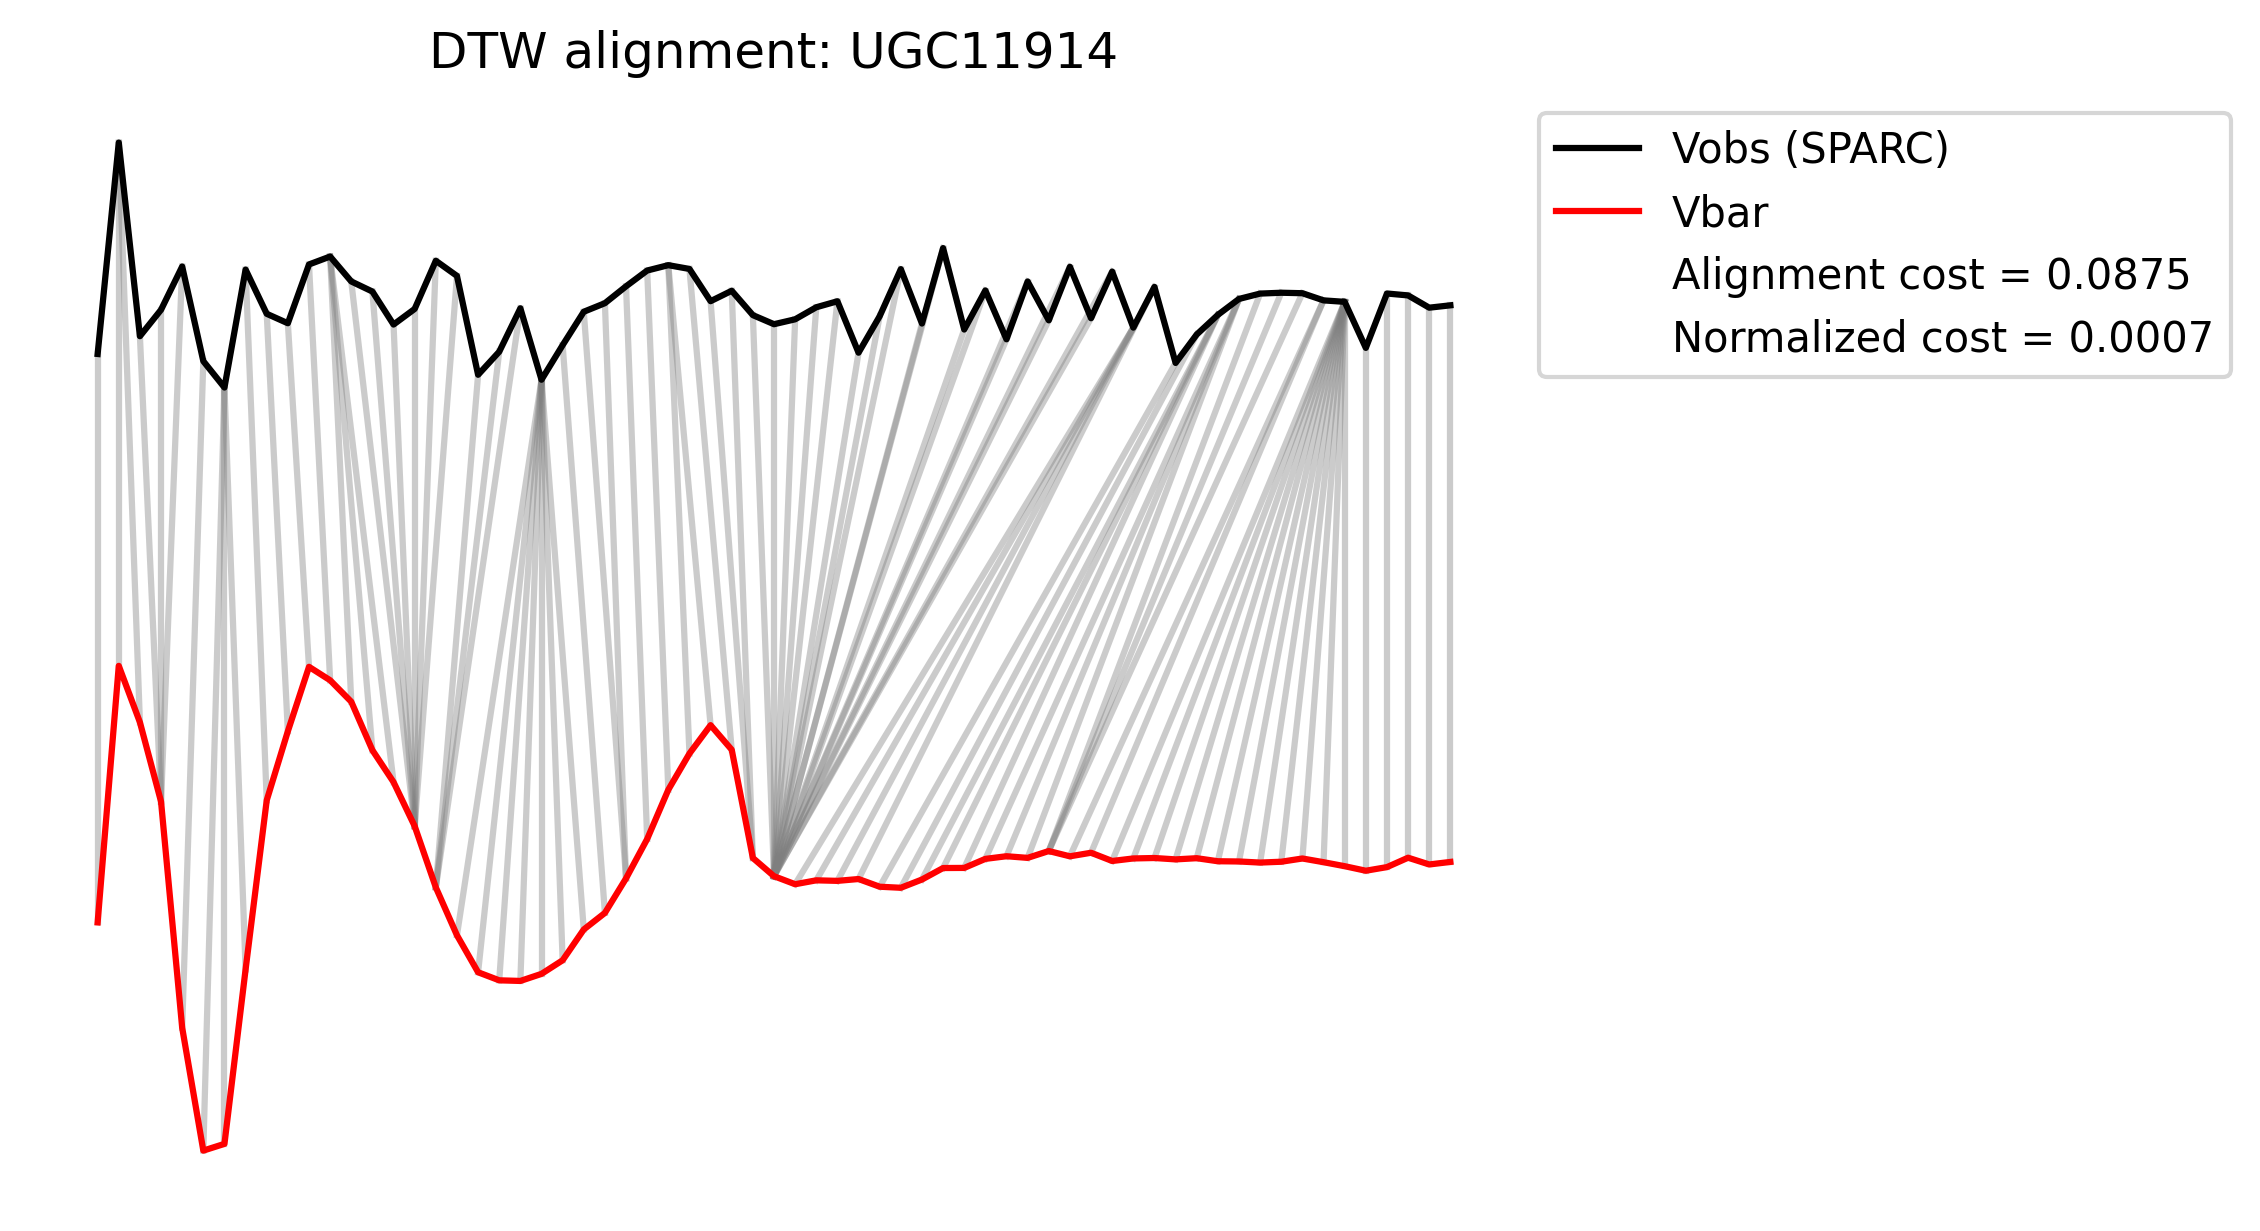 DTW alignment: UGC11914
Vobs (SPARC)
Vbar
Alignment cost = 0.0875
Normalized cost = 0.0007